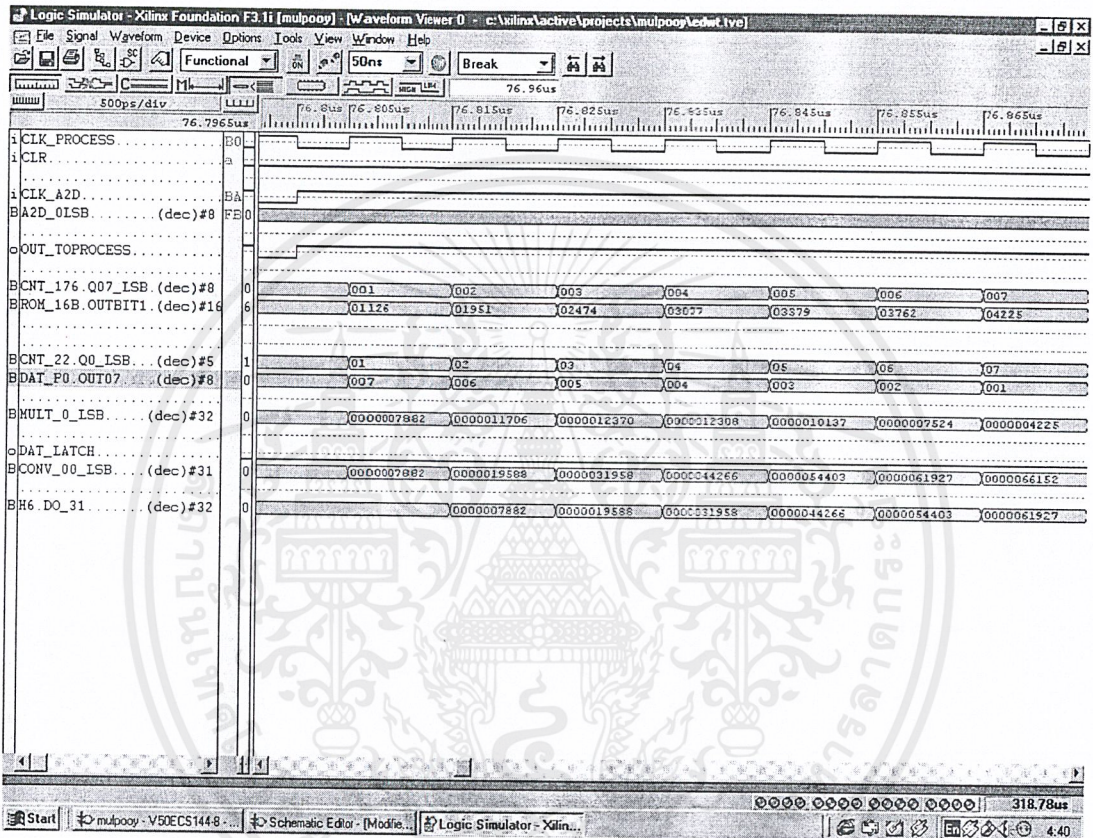 Logic Simulator - Xilinx Foundation F3.1i [mulpooy] - [Waveform Viewer 0 - c:\xilinx\active\projects\mulpooy\edwt.tve]
File Signal Waveform Device Options Tools View Window Help
Functional 50ns Break
76.96us
500ps/div
76.7965us
76.8us 76.805us 76.815us 76.825us 76.835us 76.845us 76.855us 76.865us
i CLK_PROCESS B0
i CLR a
i CLK_A2D BA
B A2D_0LSB (dec)#8 FB 0
o OUT_TOPROCESS
B CNT_176.Q07_LSB. (dec)#8 0 001 002 003 004 005 006 007
B ROM_16B.OUTBIT1. (dec)#16 6 01126 01951 02474 03077 03379 03762 04225
B CNT_22.Q0_LSB... (dec)#5 1 01 02 03 04 05 06 07
B DAT_P0.OUT07 (dec)#8 0 007 006 005 004 003 002 001
B MULT_0_LSB (dec)#32 0 0000007882 0000011706 0000012370 0000012308 0000010137 0000007524 0000004225
o DAT_LATCH
B CONV_00_LSB (dec)#31 0 0000007882 0000019588 0000031958 0000044266 0000054403 0000061927 0000066152
B H6.DO_31 (dec)#32 0 0000007882 0000019588 0000031958 0000044266 0000054403 0000061927
318.78us
Start mulpooy - V50ECS144-8 - ... Schematic Editor - [Modifie... Logic Simulator - Xilin... En 4:40